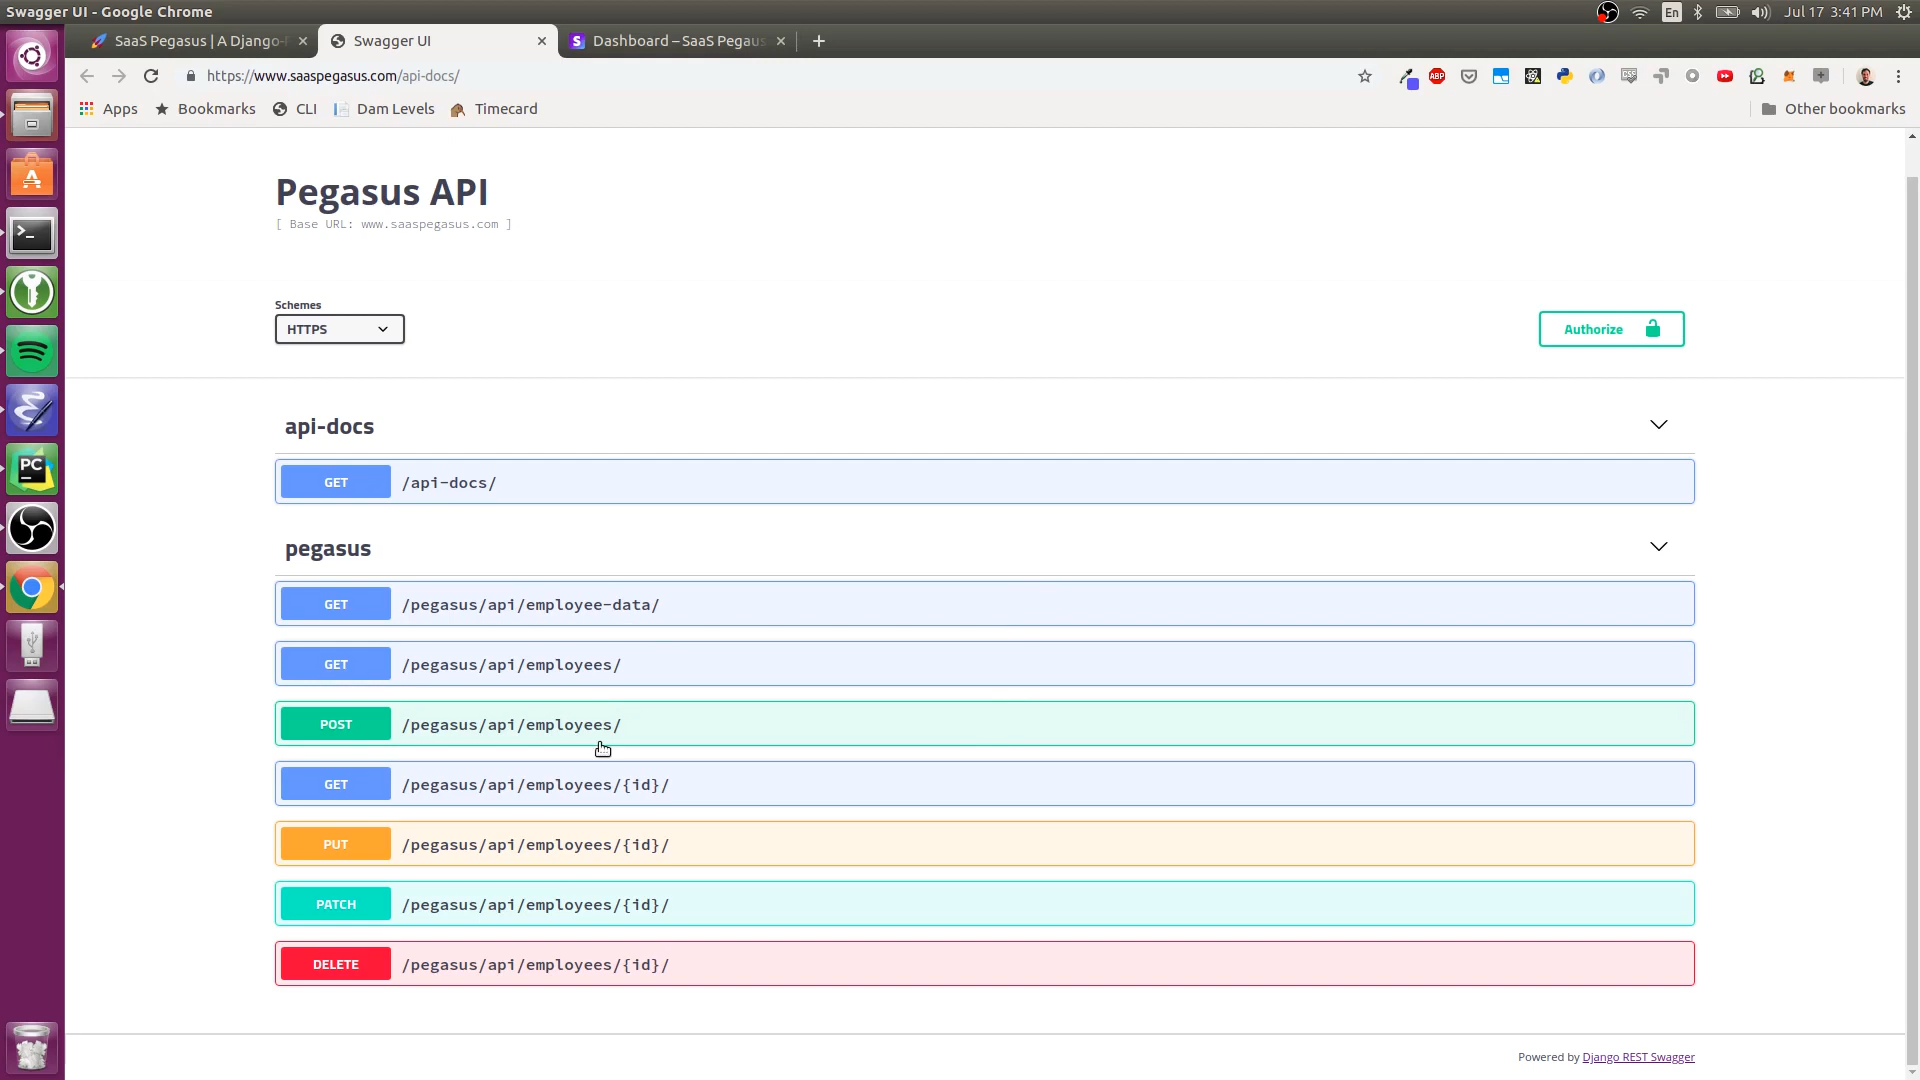 Swagger UI - Google Chrome
En
Jul 17 3:41 PM
SaaS Pegasus | A Django-
Swagger UI
Dashboard – SaaS Pegaus
https://www.saaspegasus.com/api-docs/
ABP
CSS
Apps
Bookmarks
CLI
Dam Levels
Timecard
Other bookmarks
Pegasus API
[ Base URL: www.saaspegasus.com ]
Schemes
HTTPS
Authorize
api-docs
GET /api-docs/
pegasus
GET /pegasus/api/employee-data/
GET /pegasus/api/employees/
POST /pegasus/api/employees/
GET /pegasus/api/employees/{id}/
PUT /pegasus/api/employees/{id}/
PATCH /pegasus/api/employees/{id}/
DELETE /pegasus/api/employees/{id}/
PC
Powered by Django REST Swagger